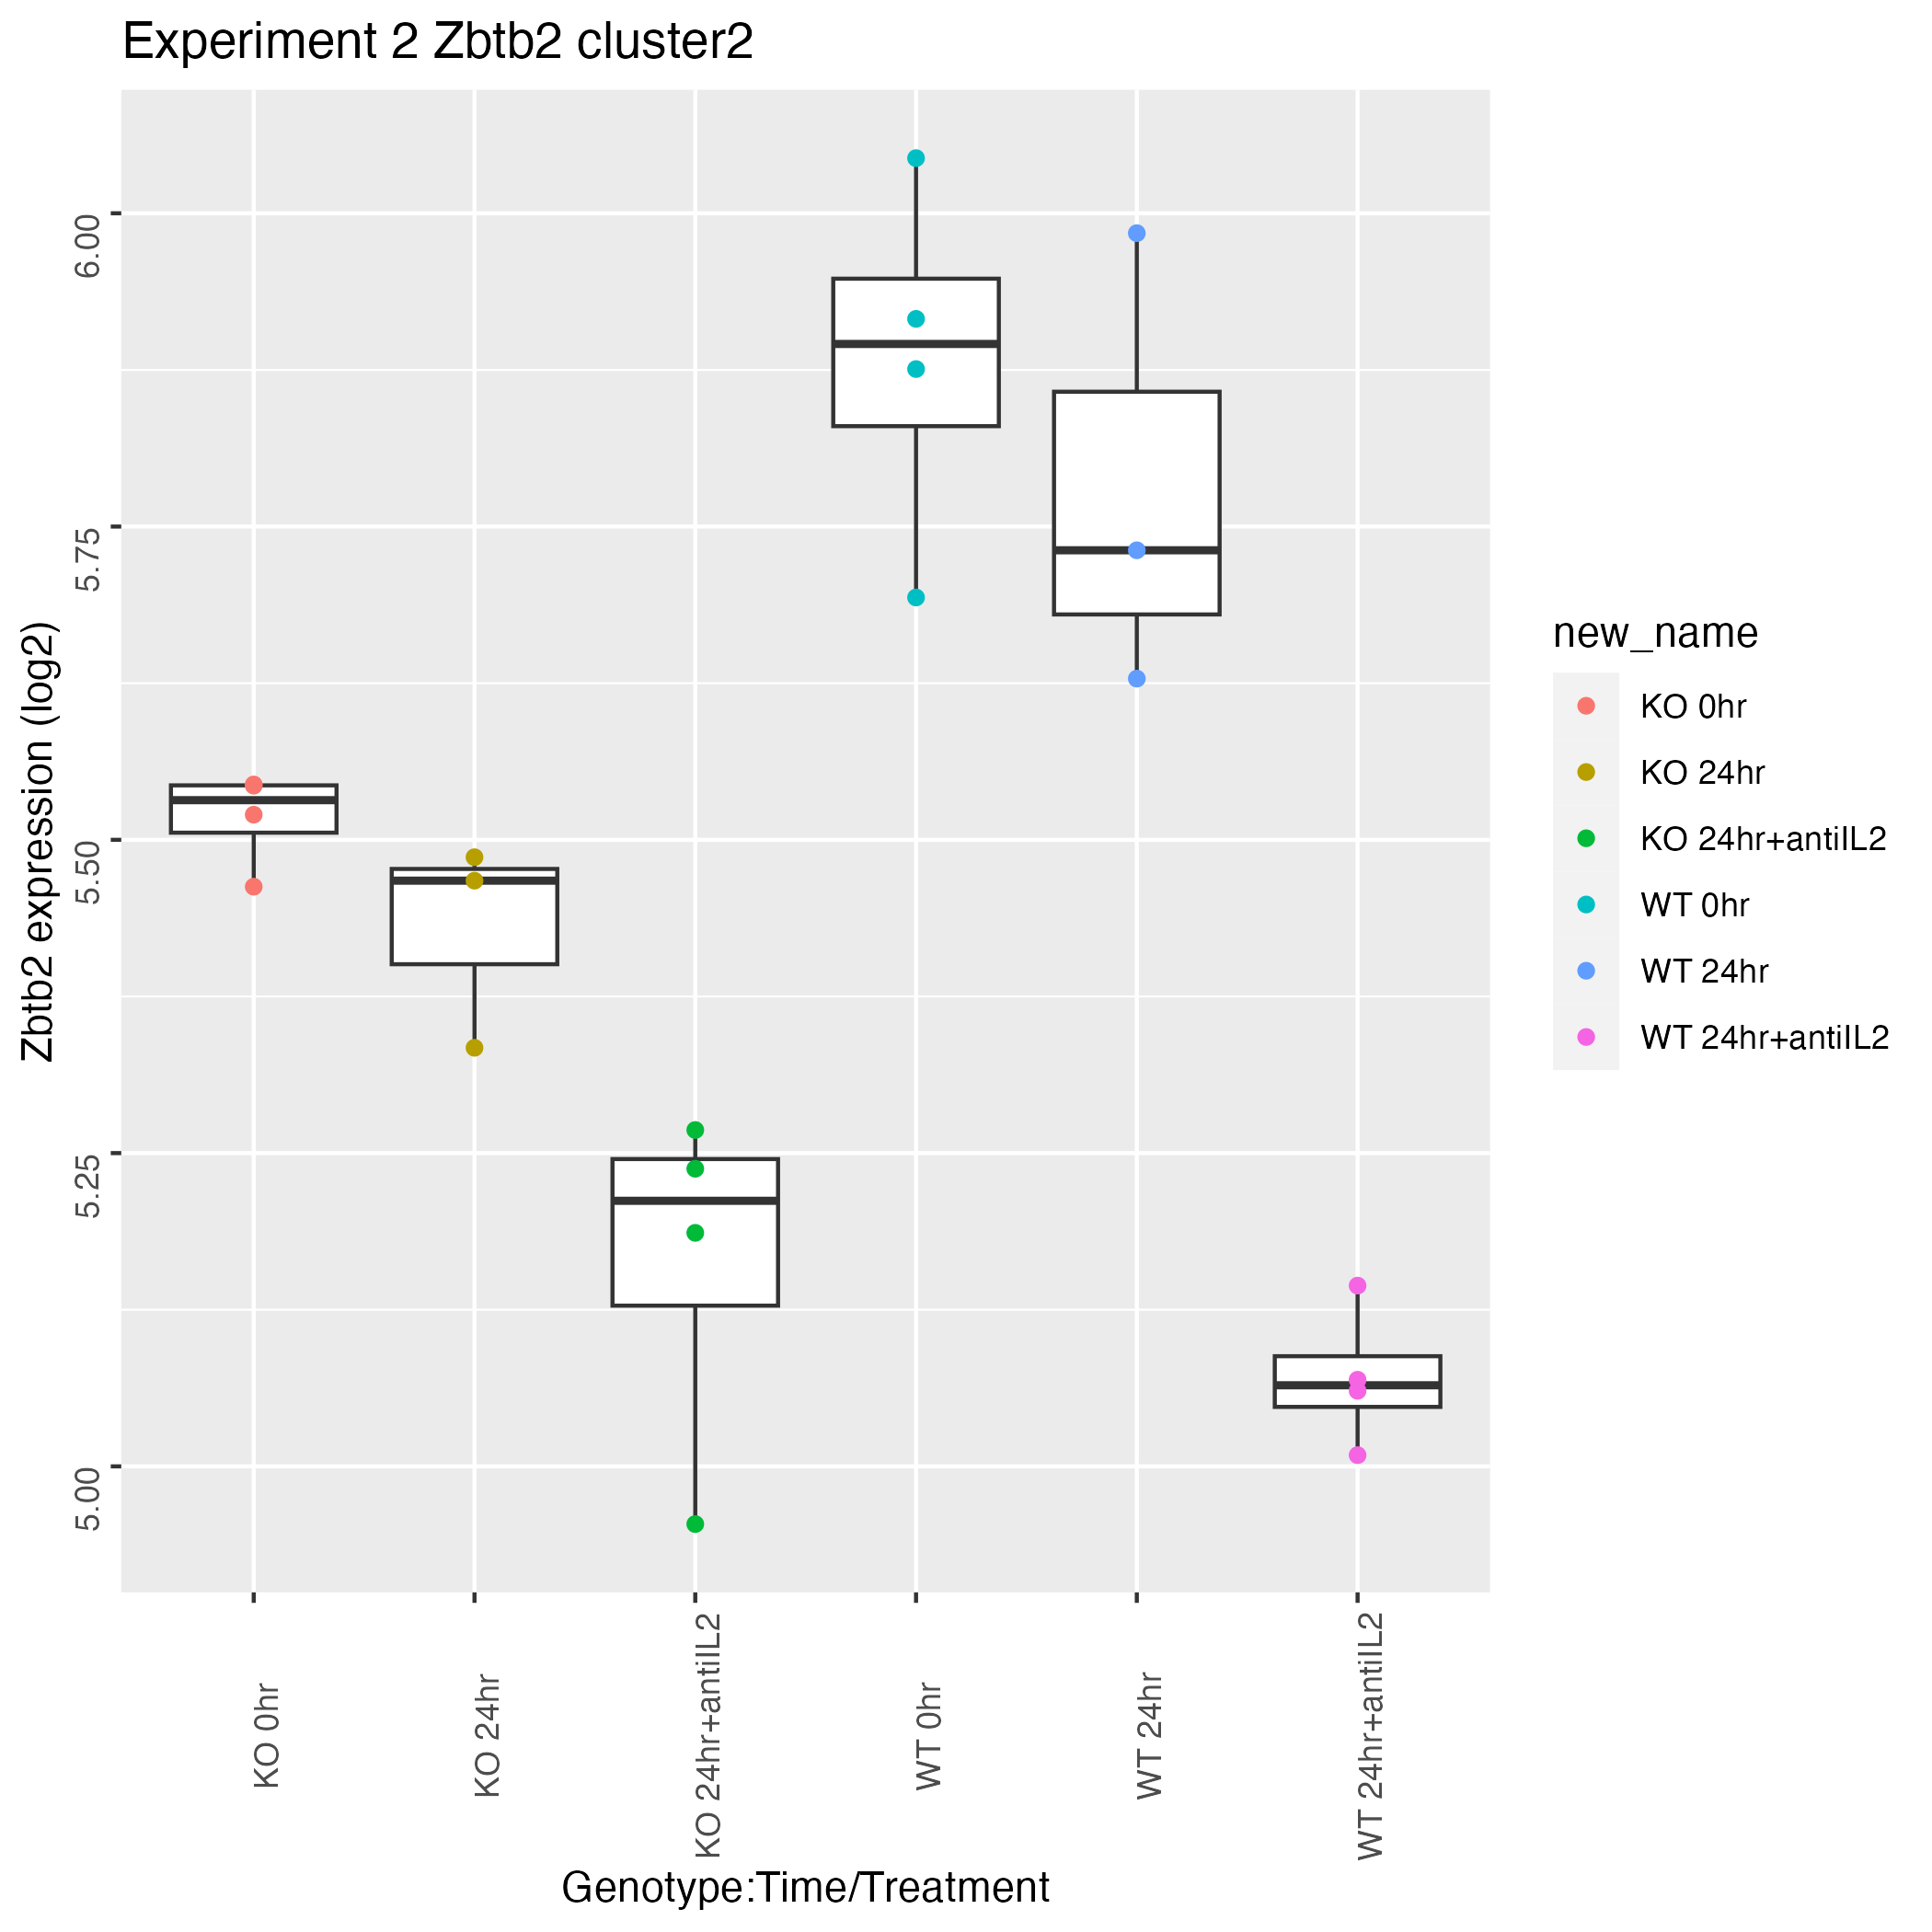 Experiment 2 Zbtb2 cluster2
Zbtb2 expression (log2)
6.00
5.75
5.50
5.25
5.00
KO 0hr
KO 24hr
KO 24hr+antiIL2
WT 0hr
WT 24hr
WT 24hr+antiIL2
Genotype:Time/Treatment
new_name
KO 0hr
KO 24hr
KO 24hr+antiIL2
WT 0hr
WT 24hr
WT 24hr+antiIL2